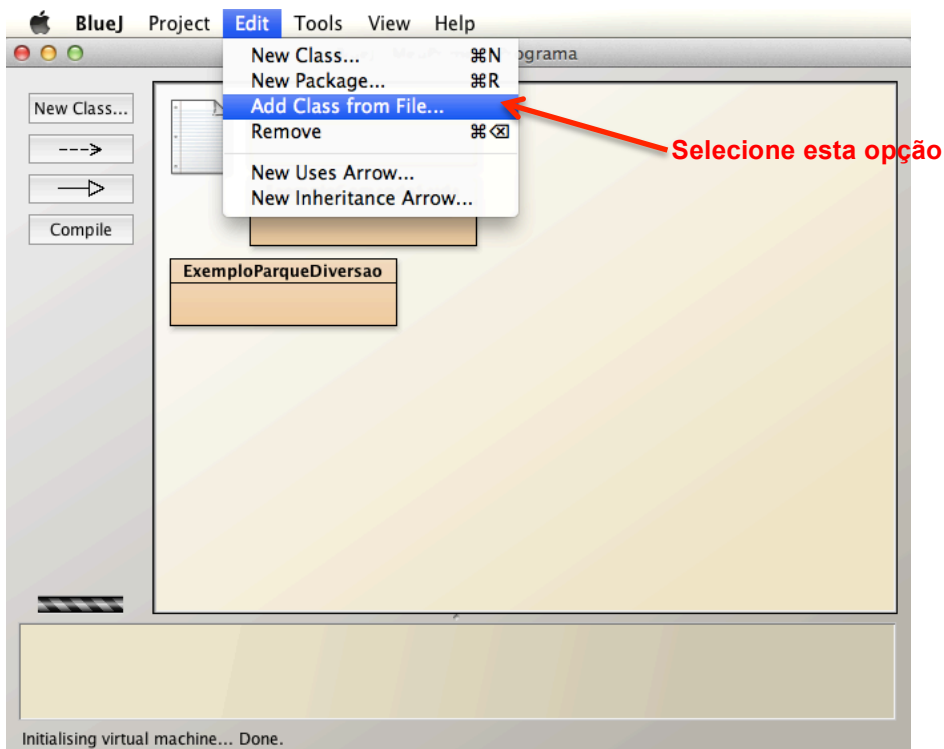 BlueJ Project Edit Tools View Help
ograma
New Class... ⌘N
New Package... ⌘R
Add Class from File...
Remove ⌘⌫
New Uses Arrow...
New Inheritance Arrow...
Selecione esta opção
New Class...
Compile
ExemploParqueDiversao
Initialising virtual machine... Done.